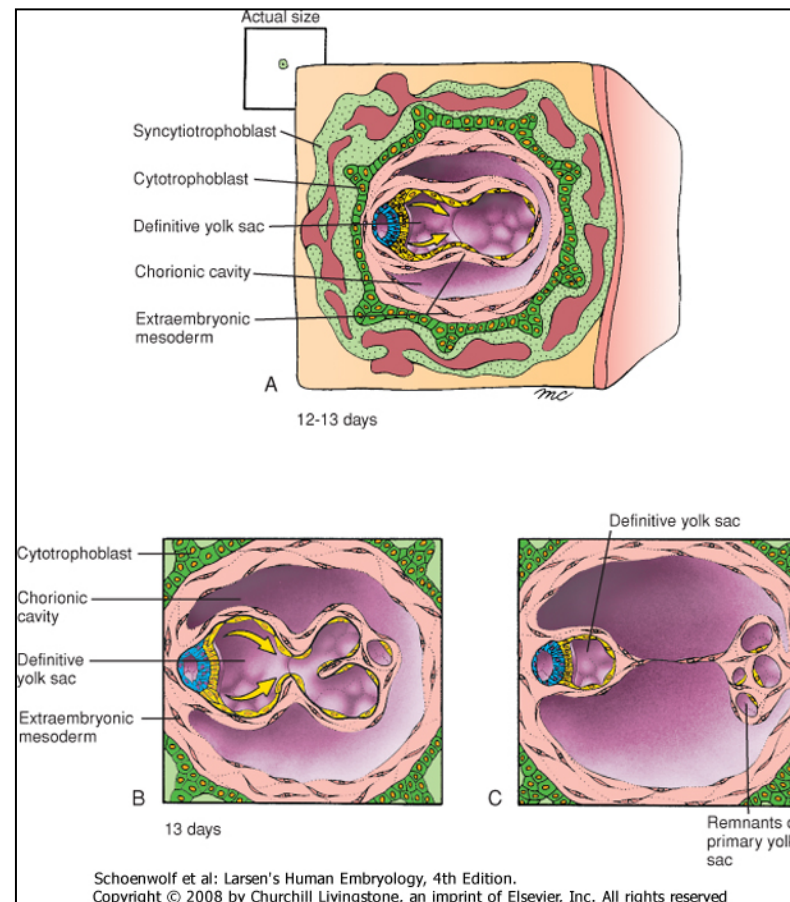 Actual size
Syncytiotrophoblast
Cytotrophoblast
Definitive yolk sac
Chorionic cavity
Extraembryonic
mesoderm
A
mc
12-13 days
Definitive yolk sac
Cytotrophoblast
Chorionic
cavity
Definitive
yolk sac
Extraembryonic
mesoderm
B
C
13 days
Remnants
primary yolk
sac
Schoenwolf et al: Larsen's Human Embryology, 4th Edition.
Copyright © 2008 by Churchill Livingstone, an imprint of Elsevier, Inc. All rights reserved